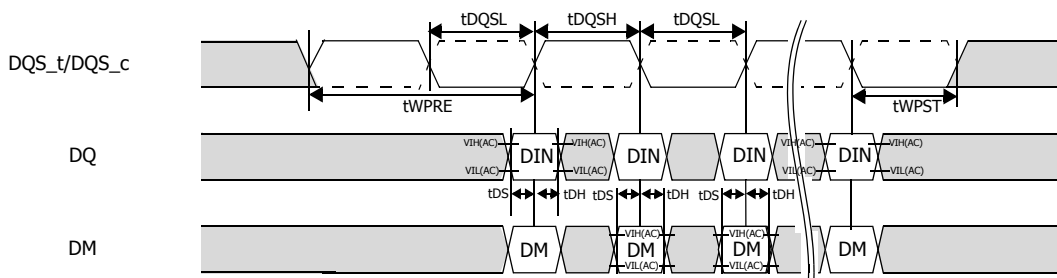 tDQSL tDQSH tDQSL
DQS_t/DQS_c
tWPRE tWPST
VIH(AC) VIH(AC) VIH(AC) VIH(AC)
DQ DIN DIN DIN DIN
VIL(AC) VIL(AC) VIL(AC) VIL(AC)
tDS tDH tDS tDH tDS tDH
VIH(AC) VIH(AC)
DM DM DM DM DM
VIL(AC) VIL(AC)